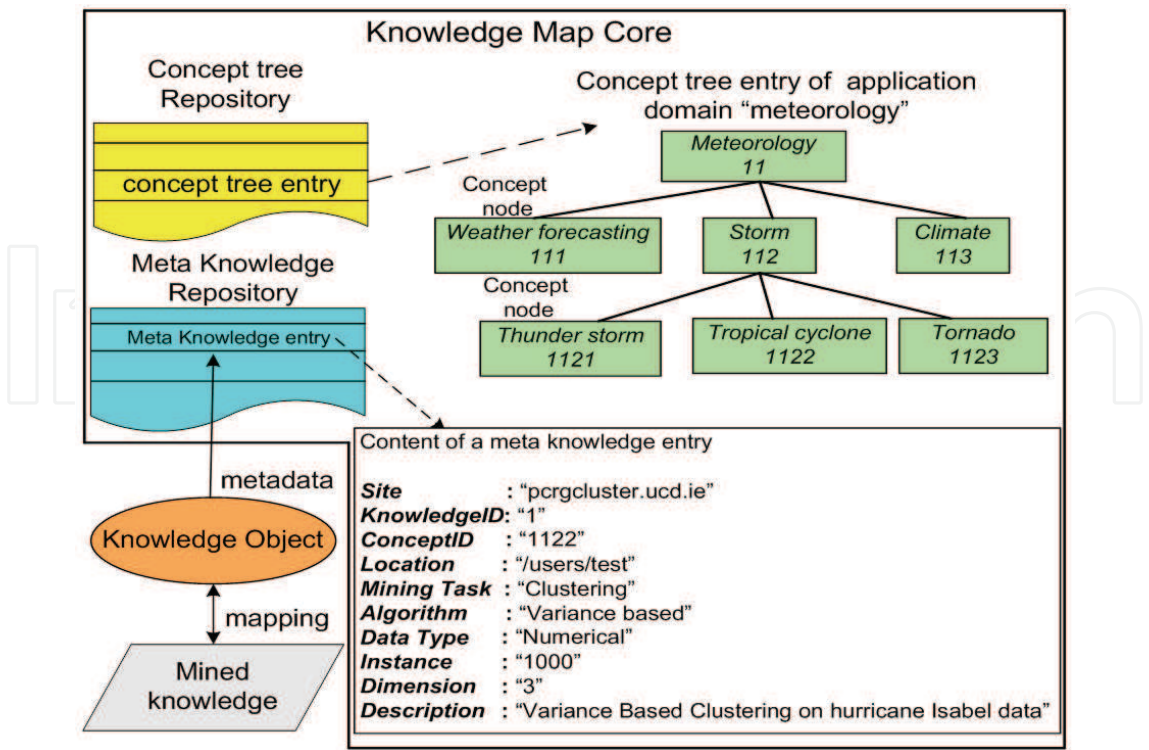 Knowledge Map Core
Concept tree
Repository
concept tree entry
Concept tree entry of application
domain “meteorology”
Meteorology
11
Concept
node
Weather forecasting
111
Storm
112
Climate
113
Concept
node
Thunder storm
1121
Tropical cyclone
1122
Tornado
1123
Meta Knowledge
Repository
Meta Knowledge entry
metadata
Knowledge Object
mapping
Mined
knowledge
Content of a meta knowledge entry
Site : “pcrgcluster.ucd.ie”
KnowledgeID: “1”
ConceptID : “1122”
Location : “/users/test”
Mining Task : “Clustering”
Algorithm : “Variance based”
Data Type : “Numerical”
Instance : “1000”
Dimension : “3”
Description : “Variance Based Clustering on hurricane Isabel data”